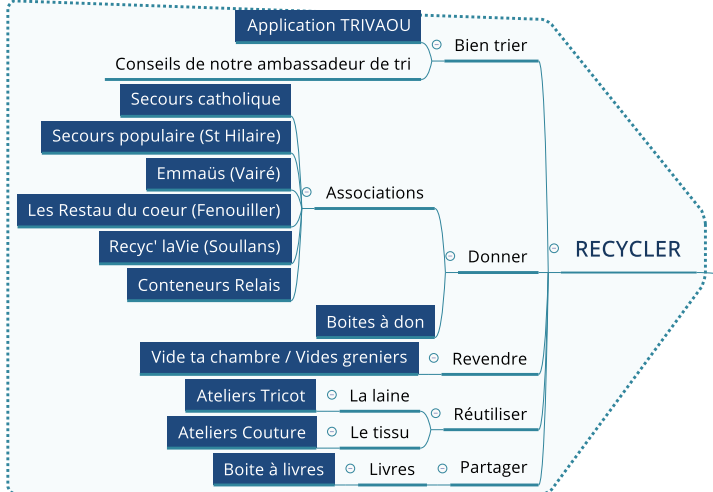 Application TRIVAOU
Bien trier
Conseils de notre ambassadeur de tri
Secours catholique
Secours populaire (St Hilaire)
Emmaüs (Vairé)
Associations
Les Restau du coeur (Fenouiller)
Recyc' laVie (Soullans)
Donner
RECYCLER
Conteneurs Relais
Boites à don
Vide ta chambre / Vides greniers
Revendre
Ateliers Tricot
La laine
Réutiliser
Ateliers Couture
Le tissu
Boite à livres
Livres
Partager